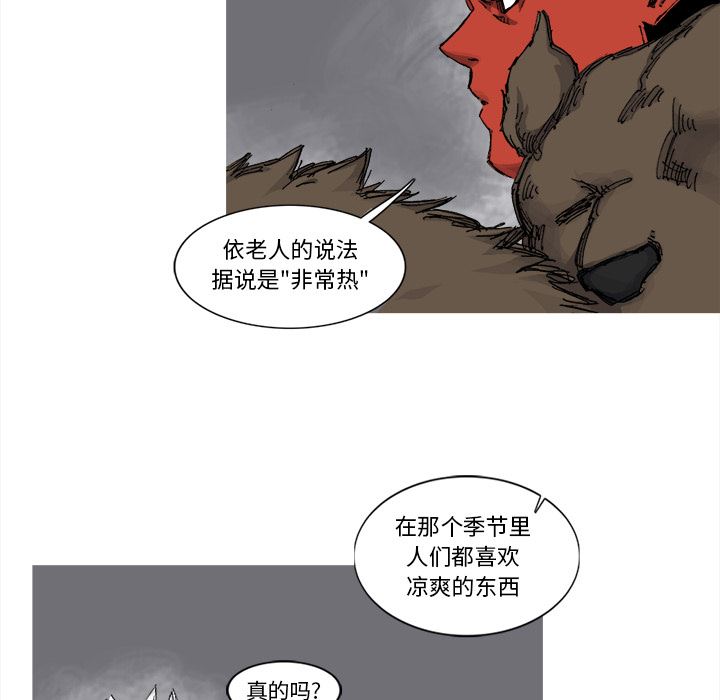 依老人的说法
据说是"非常热"
在那个季节里
人们都喜欢
凉爽的东西
真的吗?